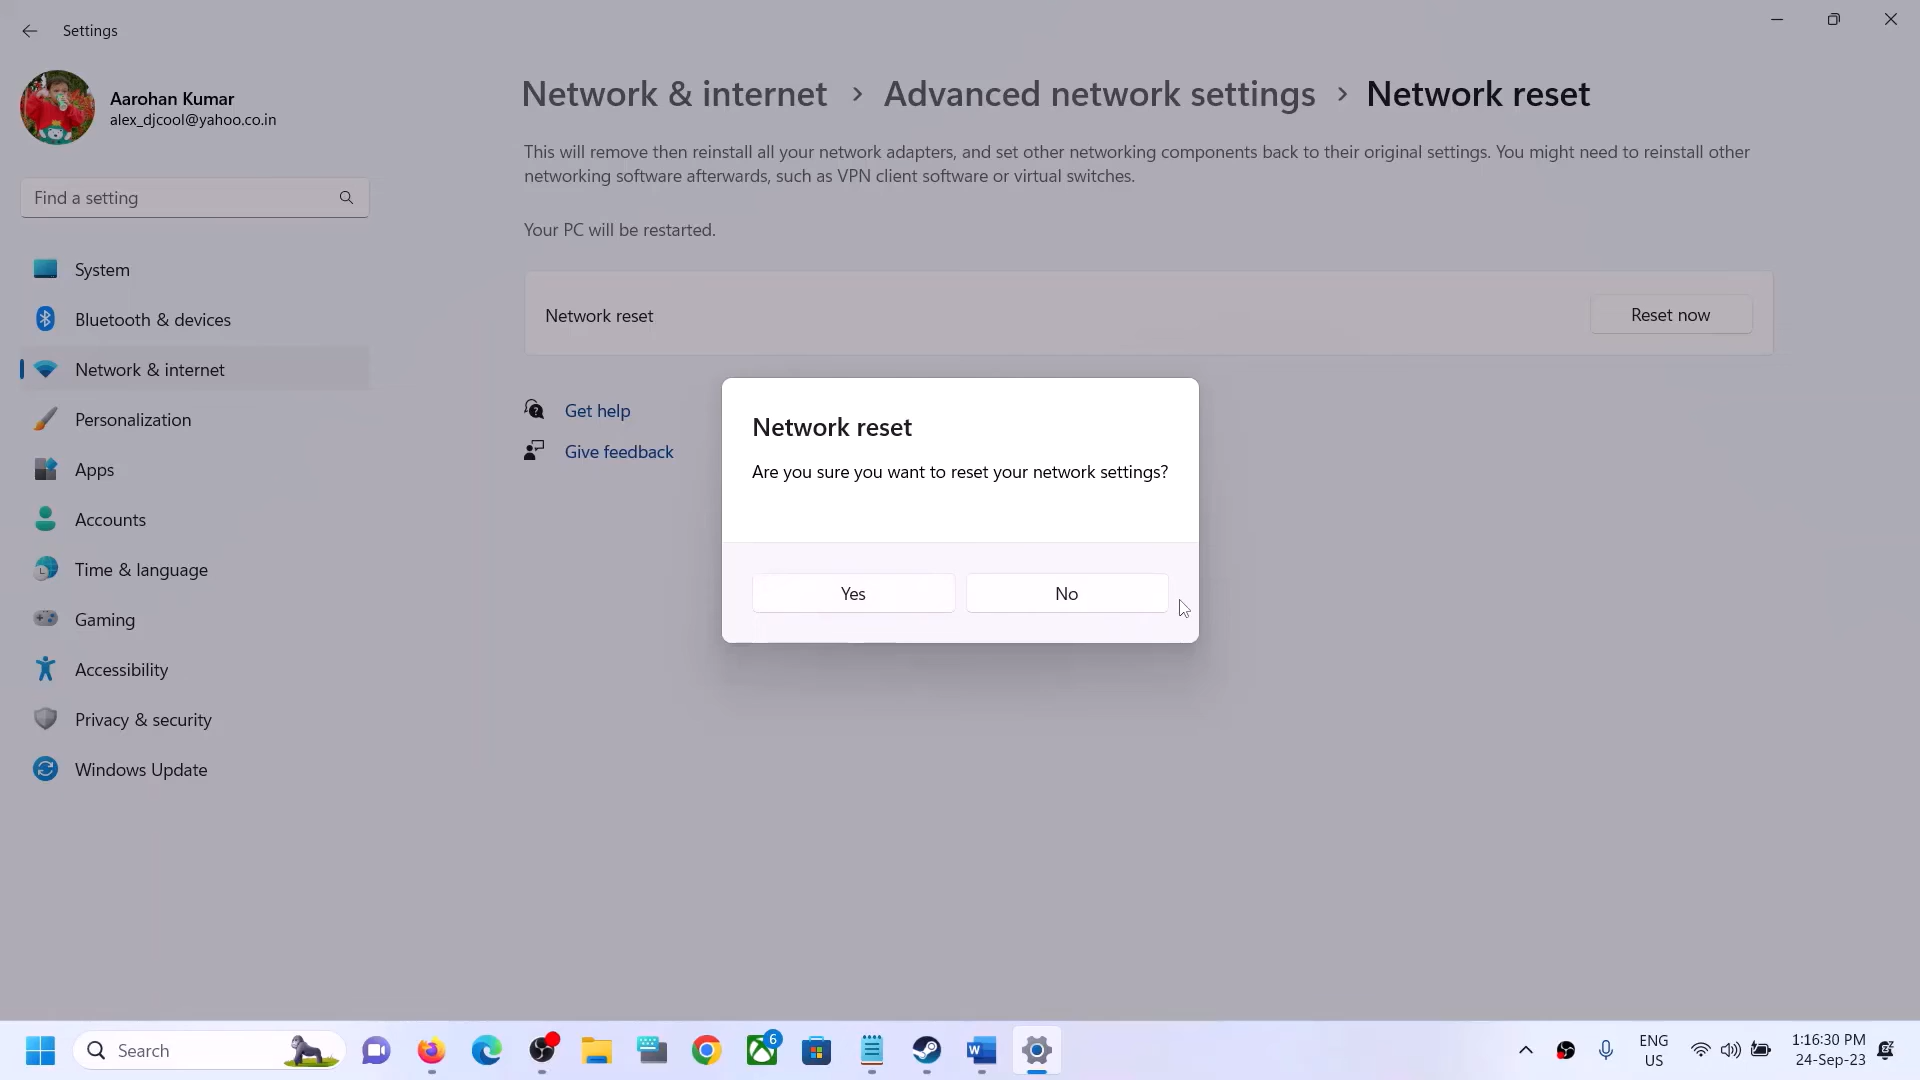 Settings
Aarohan Kumar
alex_djcool@yahoo.co.in
Find a setting
System
Bluetooth & devices
Network & internet
Personalization
Apps
Accounts
Time & language
Gaming
Accessibility
Privacy & security
Windows Update
Network & internet > Advanced network settings > Network reset
This will remove then reinstall all your network adapters, and set other networking components back to their original settings. You might need to reinstall other
networking software afterwards, such as VPN client software or virtual switches.
Your PC will be restarted.
Network reset
Reset now
Get help
Give feedback
Network reset
Are you sure you want to reset your network settings?
Yes
No
Search
6
ENG
US
1:16:30 PM
24-Sep-23